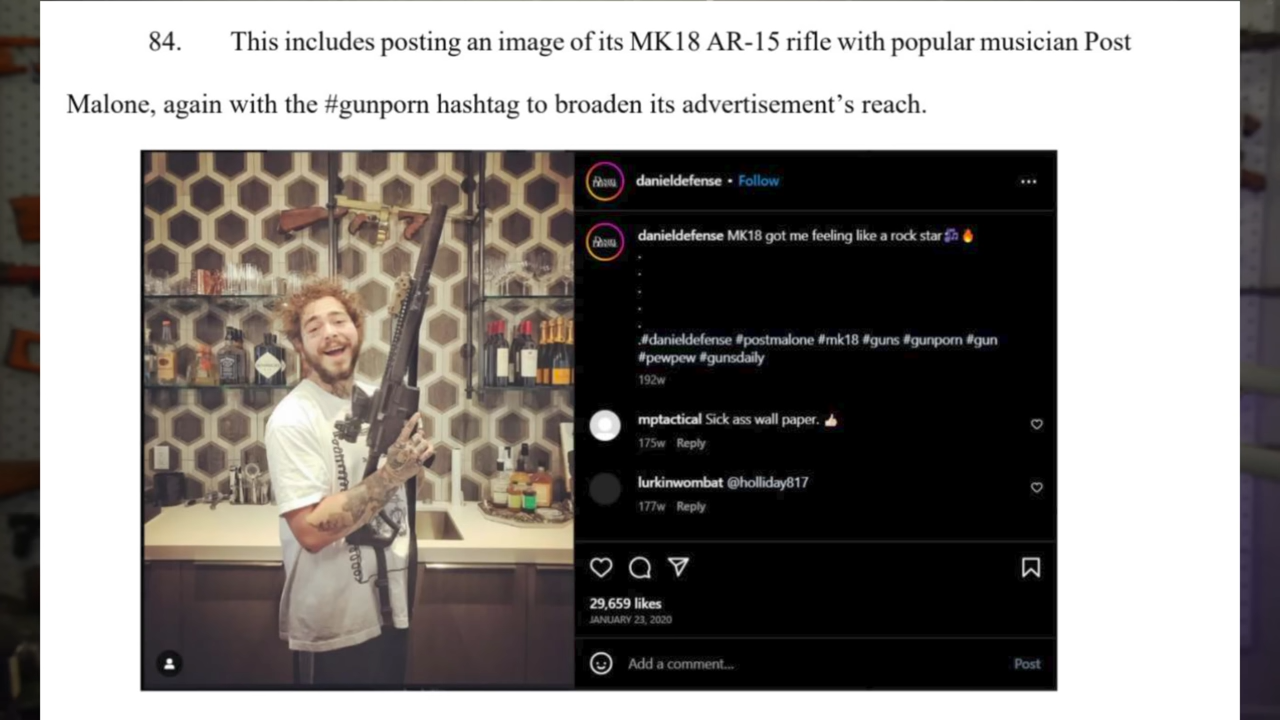 84. This includes posting an image of its MK18 AR-15 rifle with popular musician Post
Malone, again with the #gunporn hashtag to broaden its advertisement’s reach.
danieldefense • Follow
danieldefense MK18 got me feeling like a rock star🎶🔥
.
.
.
.
.
.#danieldefense #postmalone #mk18 #guns #gunporn #gun
#pewpew #gunsdaily
192w
mptactical Sick ass wall paper. 👍🏻
175w Reply
lurkinwombat @holliday817
177w Reply
29,659 likes
JANUARY 23, 2020
Add a comment...
Post